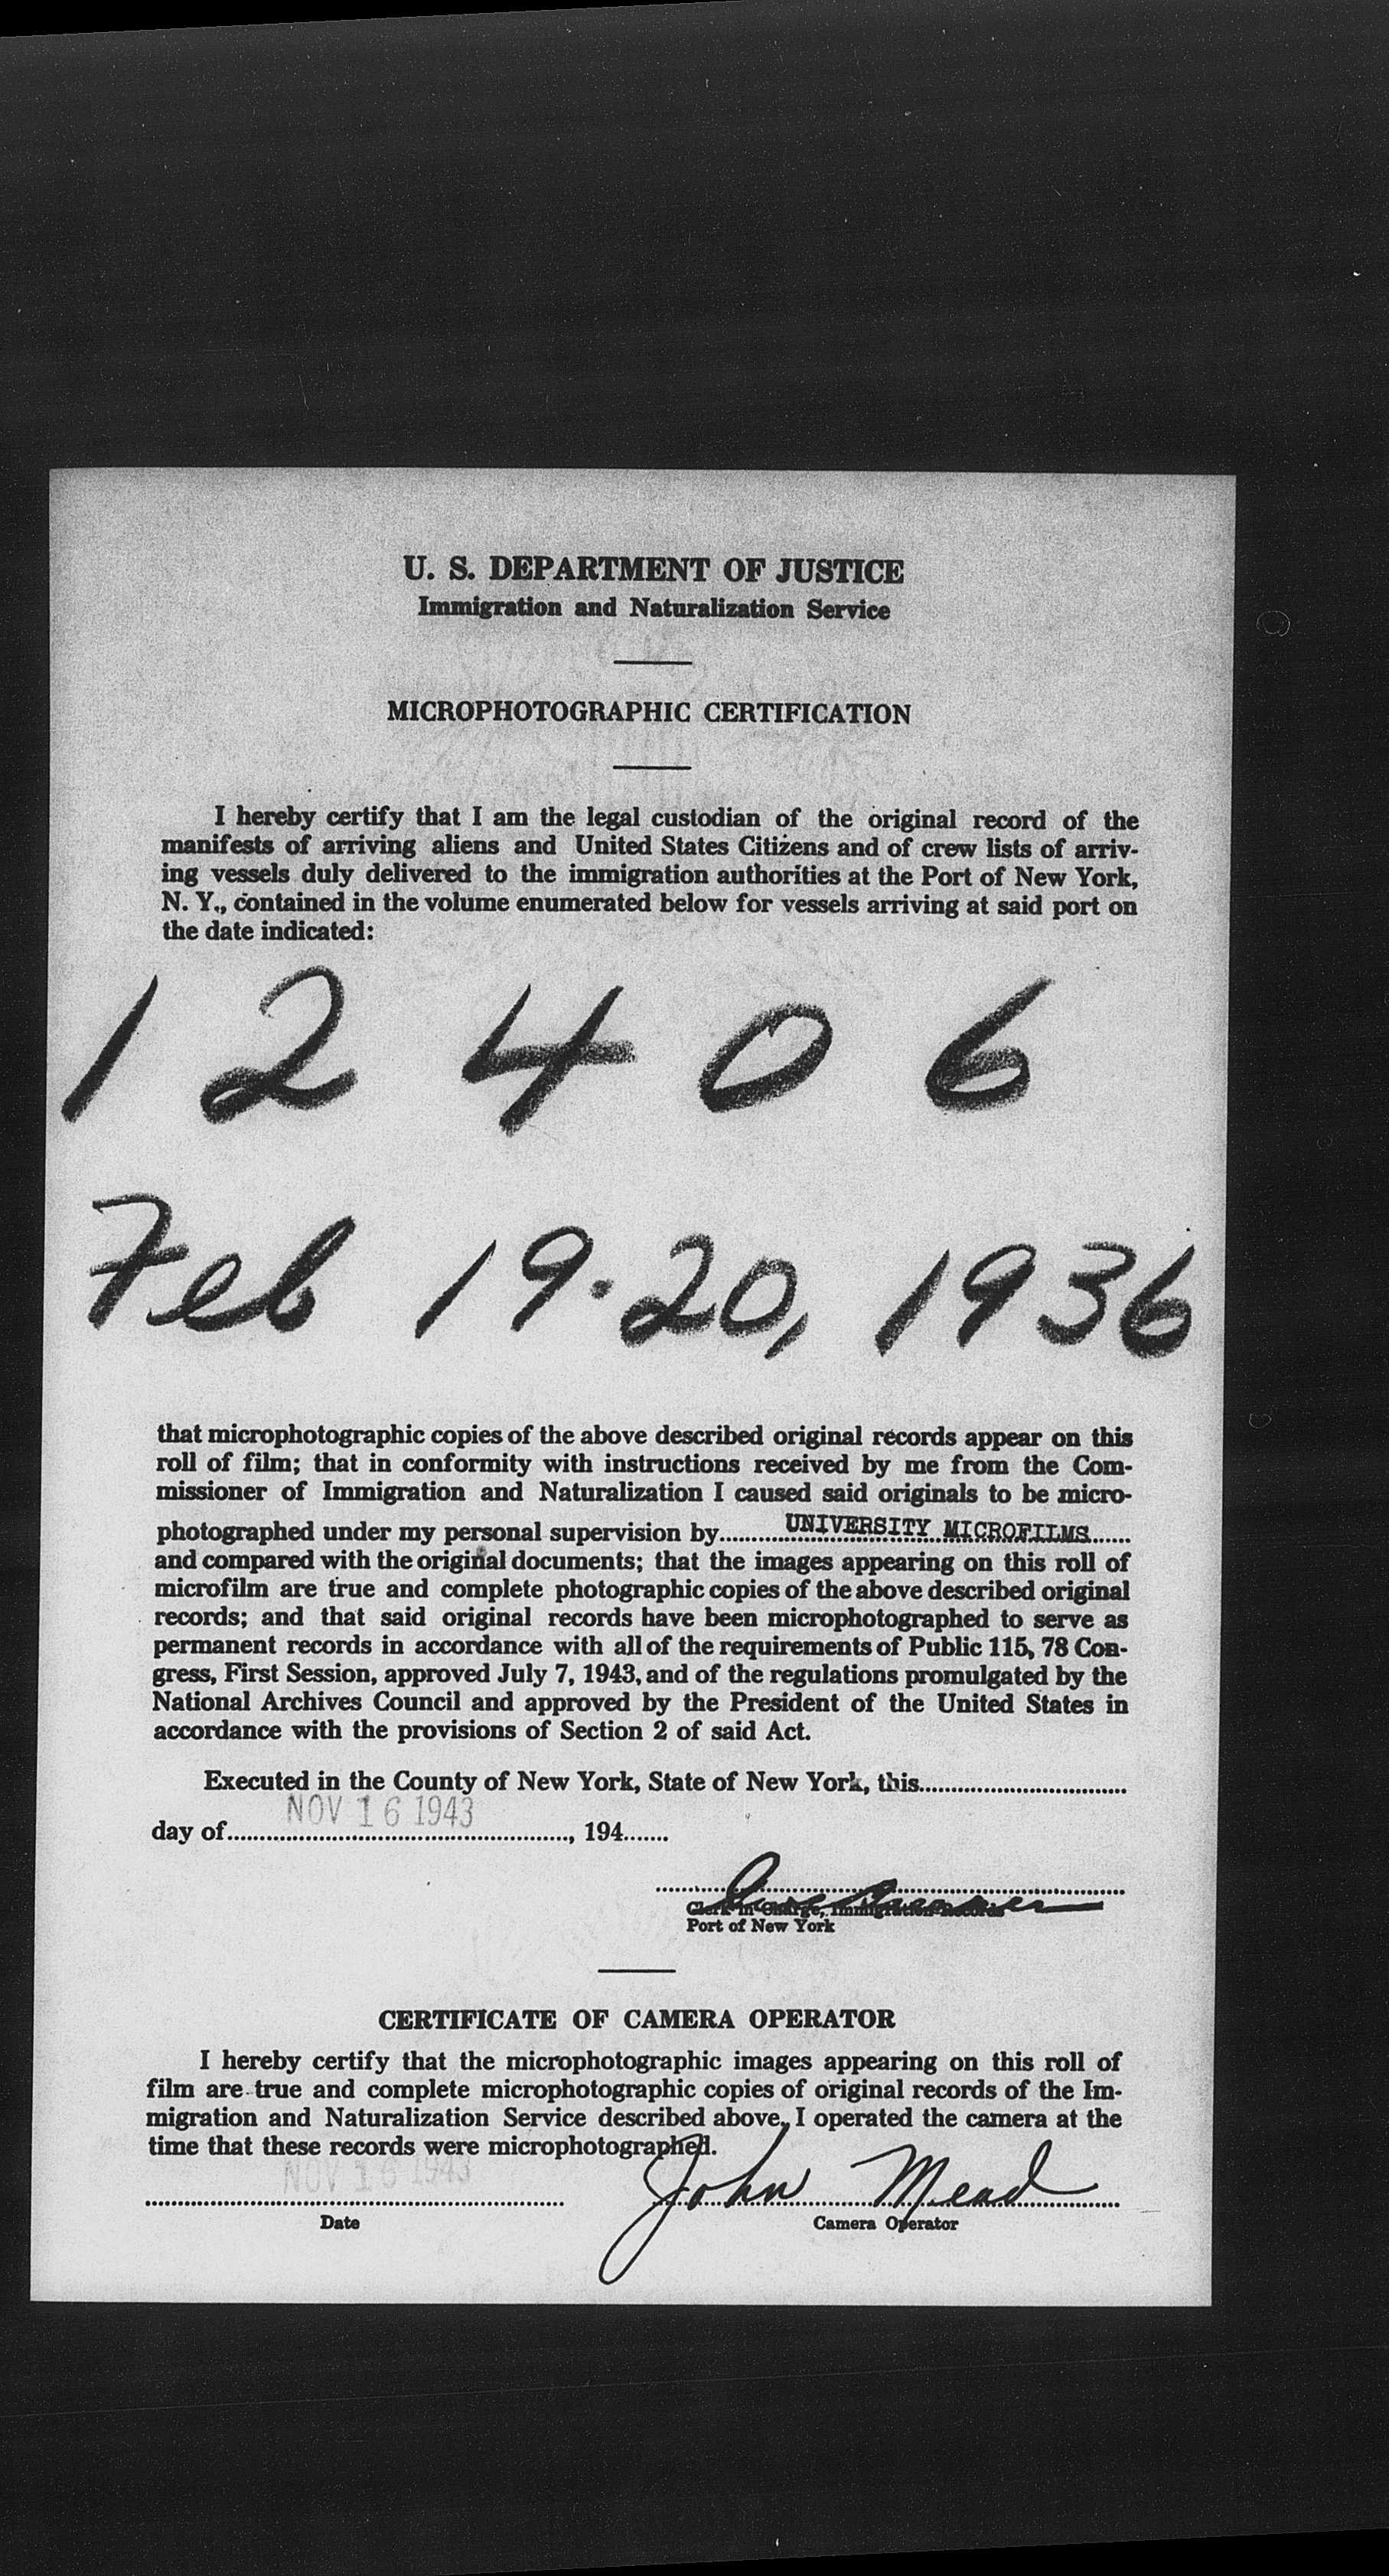 U. S. DEPARTMENT OF JUSTICE
Immigration and Naturalization Service
MICROPHOTOGRAPHIC CERTIFICATION
I hereby certify that I am the legal custodian of the original record of the
manifests of arriving aliens and United States Citizens and of crew lists of arriv-
ing vessels duly delivered to the immigration authorities at the Port of New York,
N. Y., contained in the volume enumerated below for vessels arriving at said port on
the date indicated:
1 2 4 0 6
Feb 19-20, 1936
that microphotographic copies of the above described original records appear on this
roll of film; that in conformity with instructions received by me from the Com-
missioner of Immigration and Naturalization I caused said originals to be micro-
photographed under my personal supervision by UNIVERSITY MICROFILMS
and compared with the original documents; that the images appearing on this roll of
microfilm are true and complete photographic copies of the above described original
records; and that said original records have been microphotographed to serve as
permanent records in accordance with all of the requirements of Public 115, 78 Con-
gress, First Session, approved July 7, 1943, and of the regulations promulgated by the
National Archives Council and approved by the President of the United States in
accordance with the provisions of Section 2 of said Act.
Executed in the County of New York, State of New York, this
NOV 16 1943
day of , 194
Clerk in Charge, Immigration Records
Port of New York
CERTIFICATE OF CAMERA OPERATOR
I hereby certify that the microphotographic images appearing on this roll of
film are true and complete microphotographic copies of original records of the Im-
migration and Naturalization Service described above, I operated the camera at the
time that these records were microphotographed.
NOV 16 1943
John Mead
Date Camera Operator